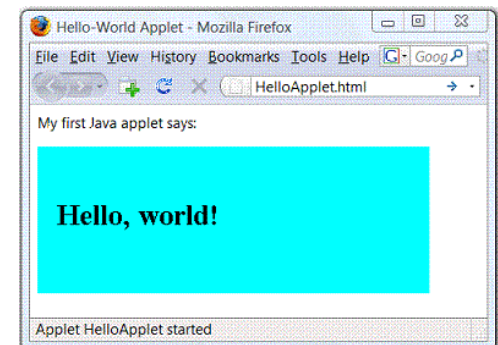 Hello-World Applet - Mozilla Firefox
File Edit View History Bookmarks Tools Help G Goog
HelloApplet.html
My first Java applet says:
Hello, world!
Applet HelloApplet started